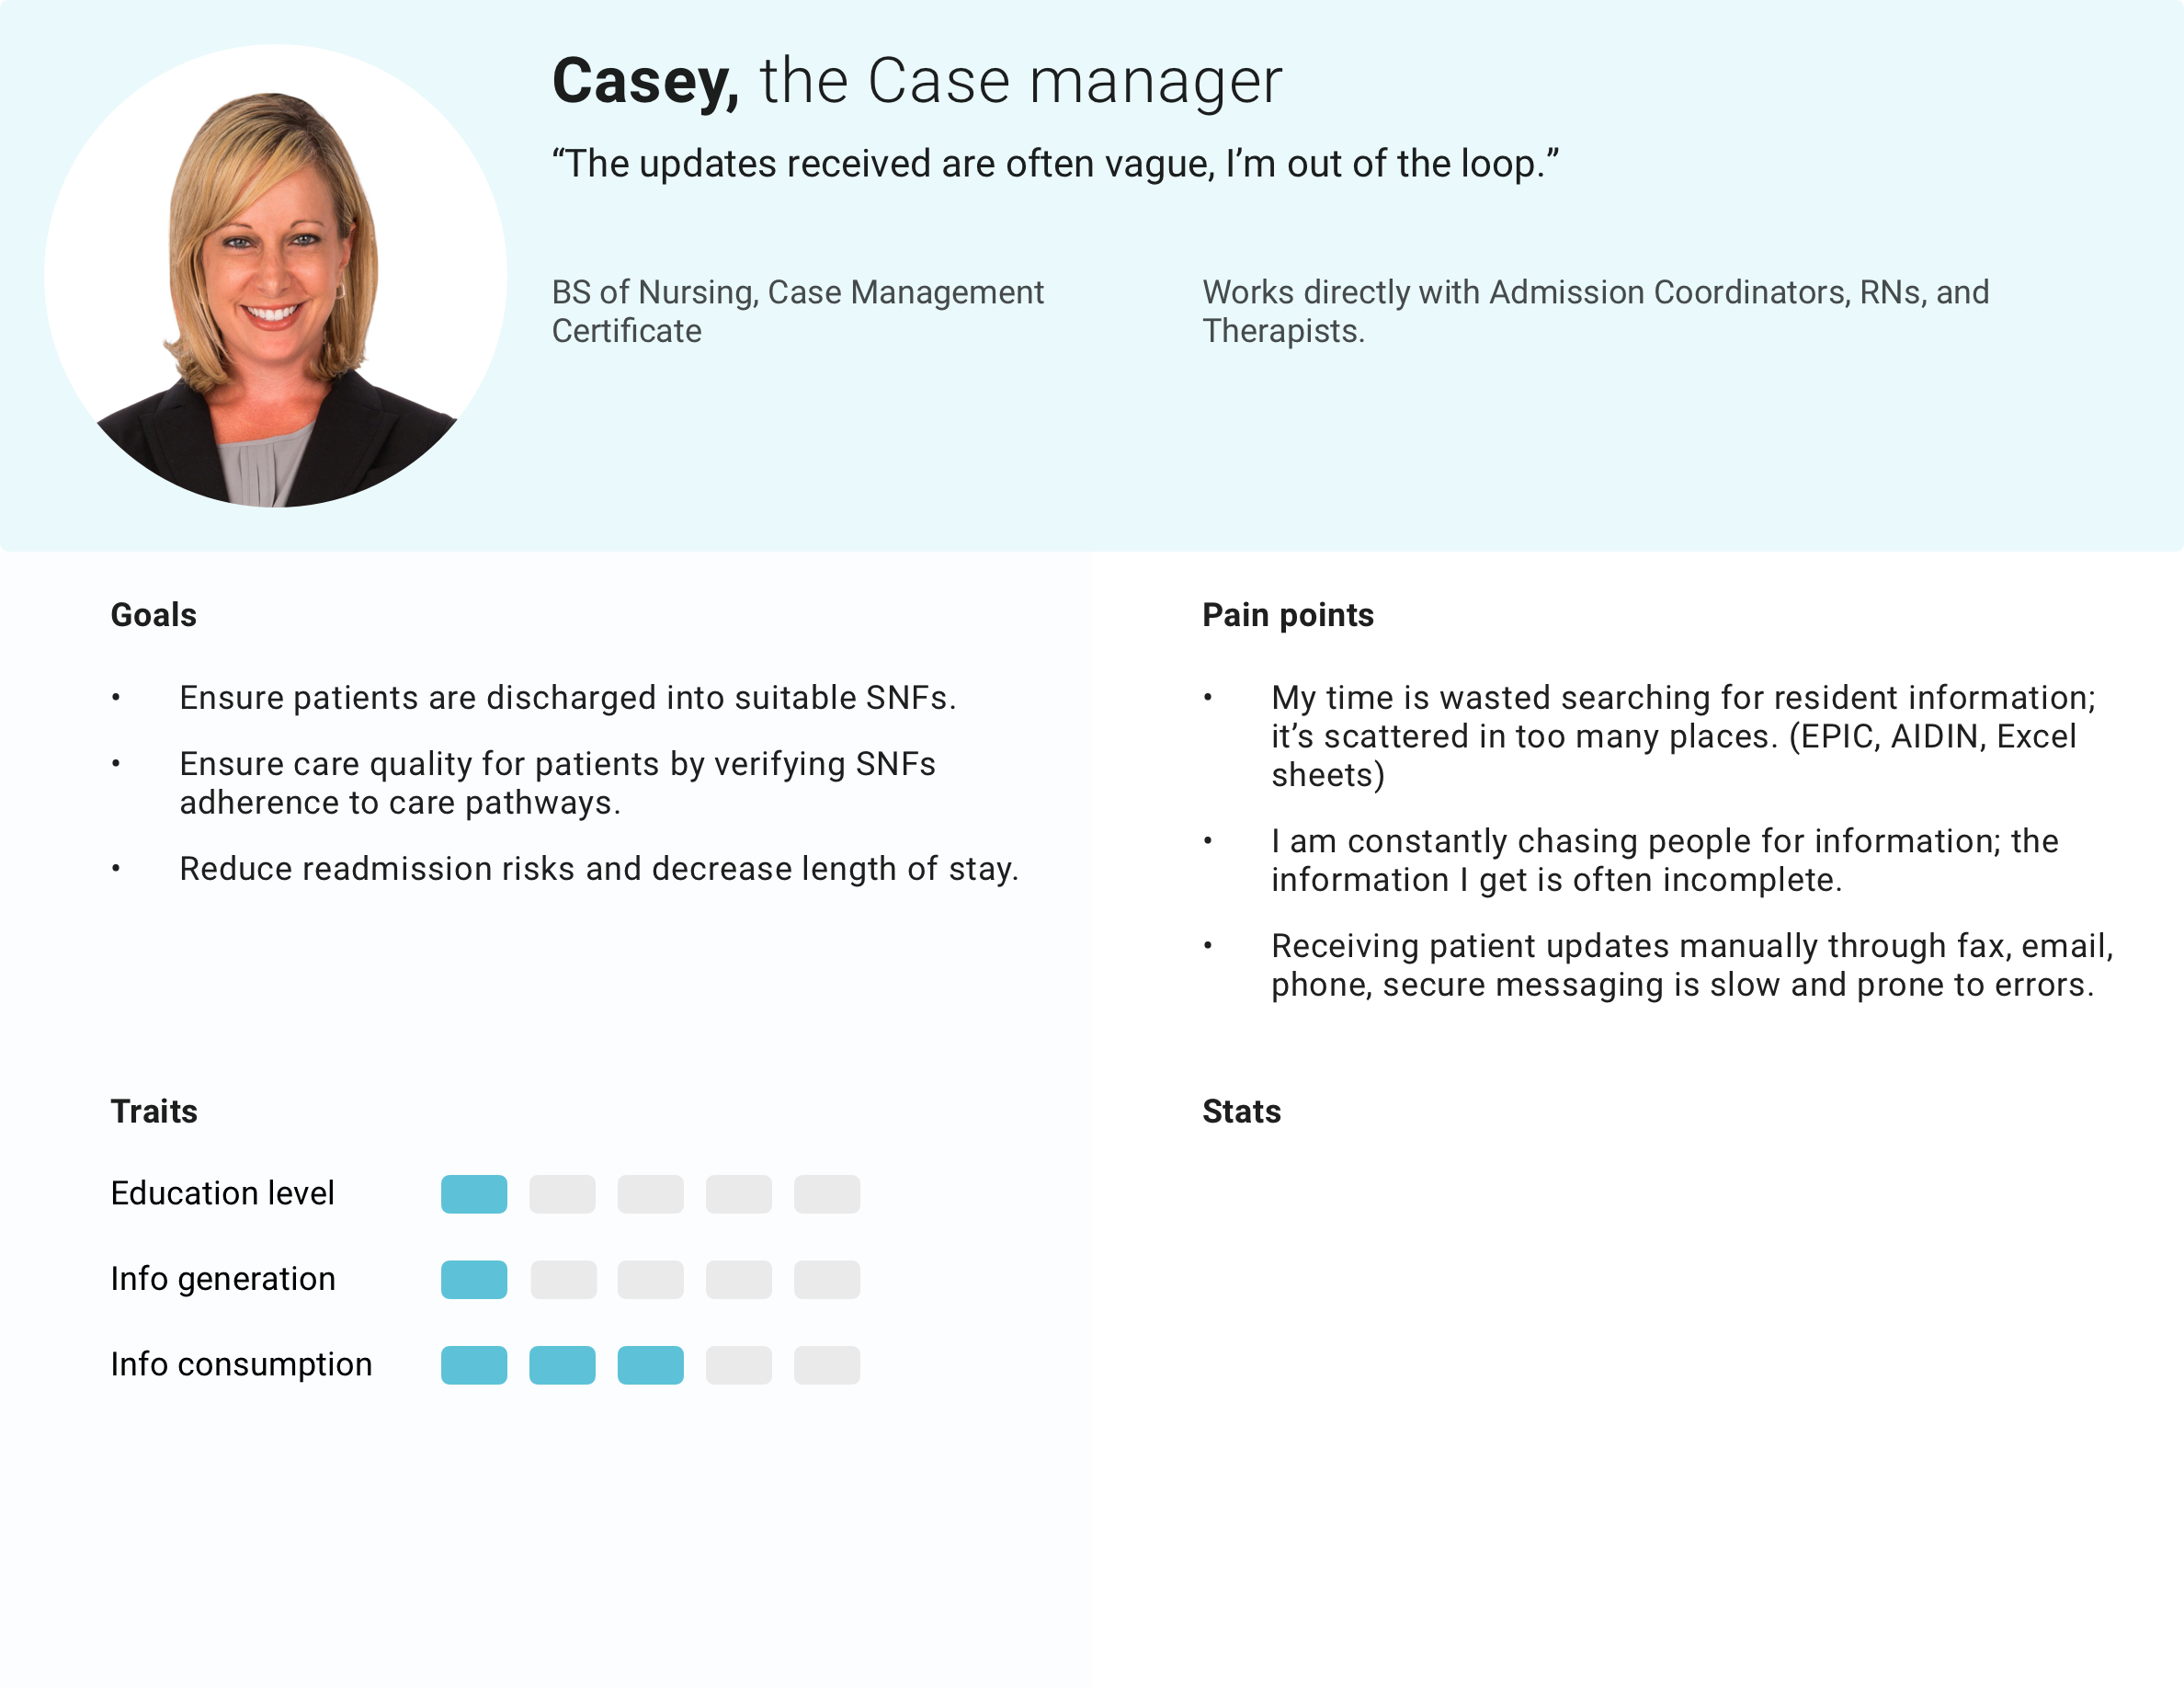 Casey, the Case manager
“The updates received are often vague, I’m out of the loop.”
BS of Nursing, Case Management
Certificate
Works directly with Admission Coordinators, RNs, and
Therapists.
Goals
• Ensure patients are discharged into suitable SNFs.
• Ensure care quality for patients by verifying SNFs
adherence to care pathways.
• Reduce readmission risks and decrease length of stay.
Pain points
• My time is wasted searching for resident information;
it’s scattered in too many places. (EPIC, AIDIN, Excel
sheets)
• I am constantly chasing people for information; the
information I get is often incomplete.
• Receiving patient updates manually through fax, email,
phone, secure messaging is slow and prone to errors.
Traits
Education level
Info generation
Info consumption
Stats